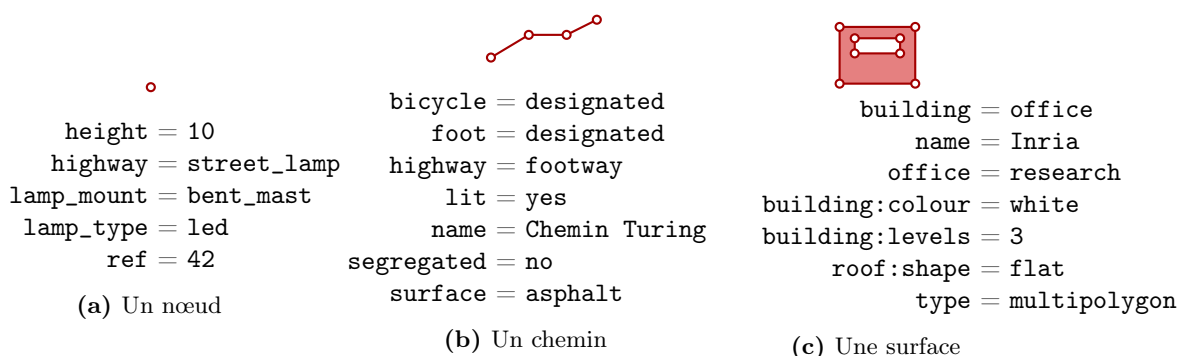 height = 10
highway = street_lamp
lamp_mount = bent_mast
lamp_type = led
ref = 42
(a) Un nœud
bicycle = designated
foot = designated
highway = footway
lit = yes
name = Chemin Turing
segregated = no
surface = asphalt
(b) Un chemin
building = office
name = Inria
office = research
building:colour = white
building:levels = 3
roof:shape = flat
type = multipolygon
(c) Une surface